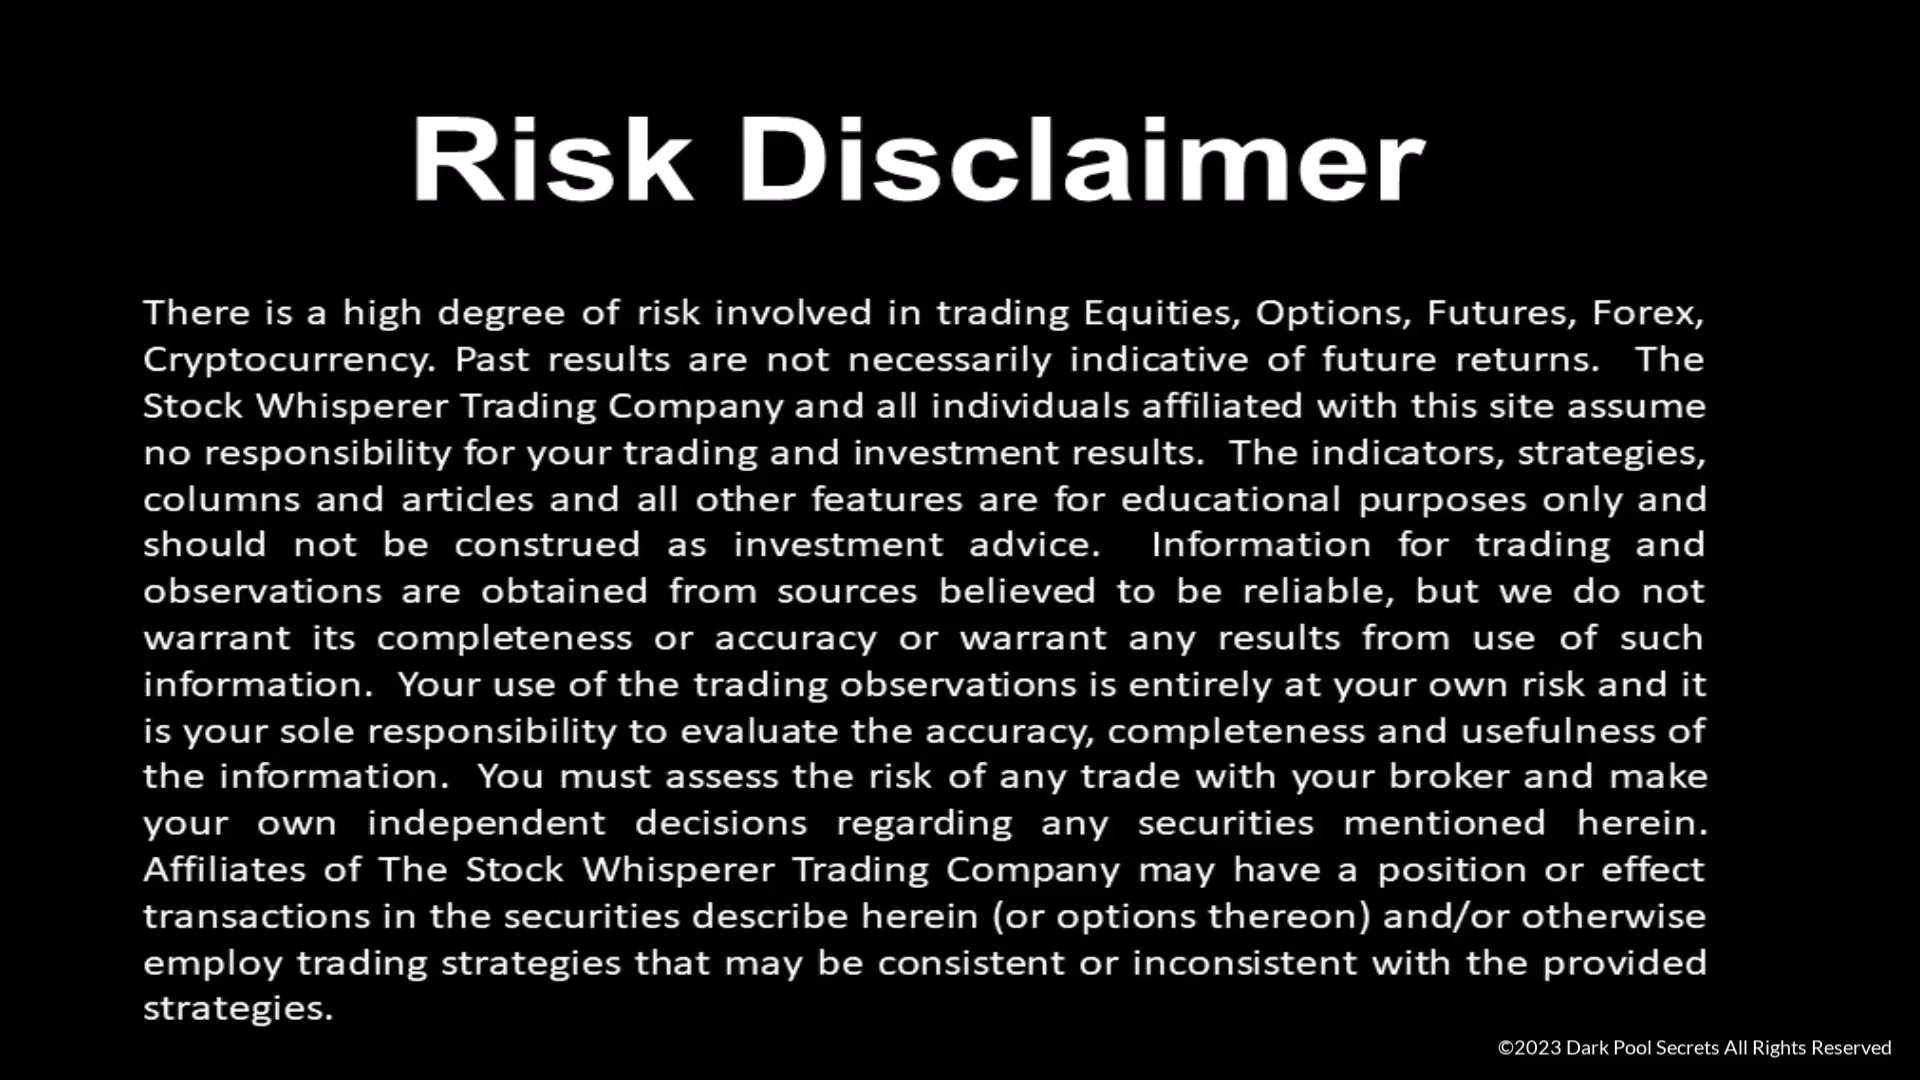 Risk Disclaimer
There is a high degree of risk involved in trading Equities, Options, Futures, Forex,
Cryptocurrency. Past results are not necessarily indicative of future returns.  The
Stock Whisperer Trading Company and all individuals affiliated with this site assume
no responsibility for your trading and investment results.  The indicators, strategies,
columns and articles and all other features are for educational purposes only and
should not be construed as investment advice.  Information for trading and
observations are obtained from sources believed to be reliable, but we do not
warrant its completeness or accuracy or warrant any results from use of such
information.  Your use of the trading observations is entirely at your own risk and it
is your sole responsibility to evaluate the accuracy, completeness and usefulness of
the information.  You must assess the risk of any trade with your broker and make
your own independent decisions regarding any securities mentioned herein.
Affiliates of The Stock Whisperer Trading Company may have a position or effect
transactions in the securities describe herein (or options thereon) and/or otherwise
employ trading strategies that may be consistent or inconsistent with the provided
strategies.
©2023 Dark Pool Secrets All Rights Reserved